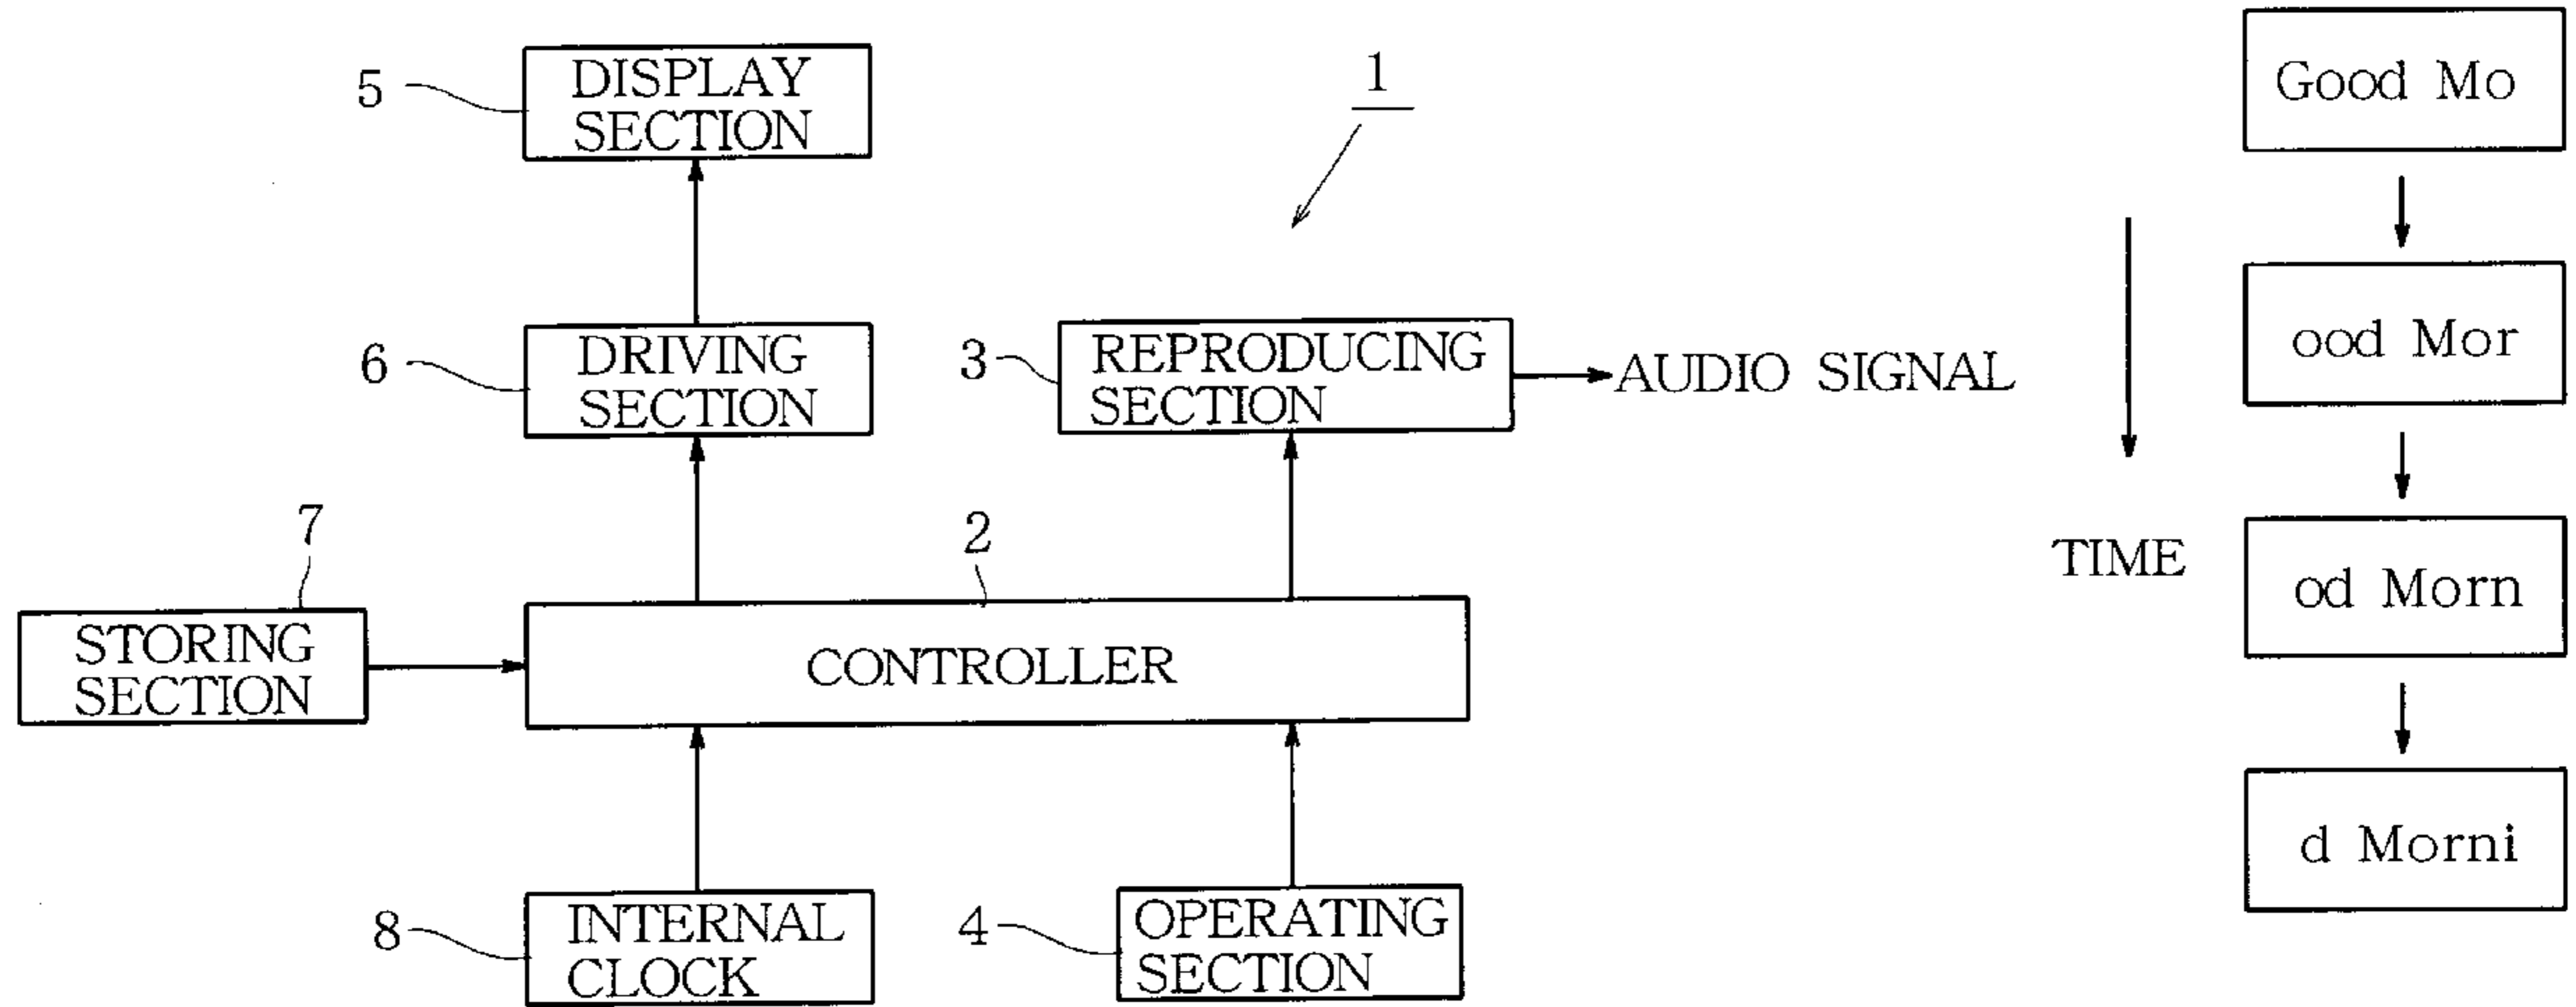 5
DISPLAY
SECTION
1
6
DRIVING
SECTION
3
REPRODUCING
SECTION
AUDIO SIGNAL
7
STORING
SECTION
2
CONTROLLER
8
INTERNAL
CLOCK
4
OPERATING
SECTION
TIME
Good Mo
ood Mor
od Morn
d Morni